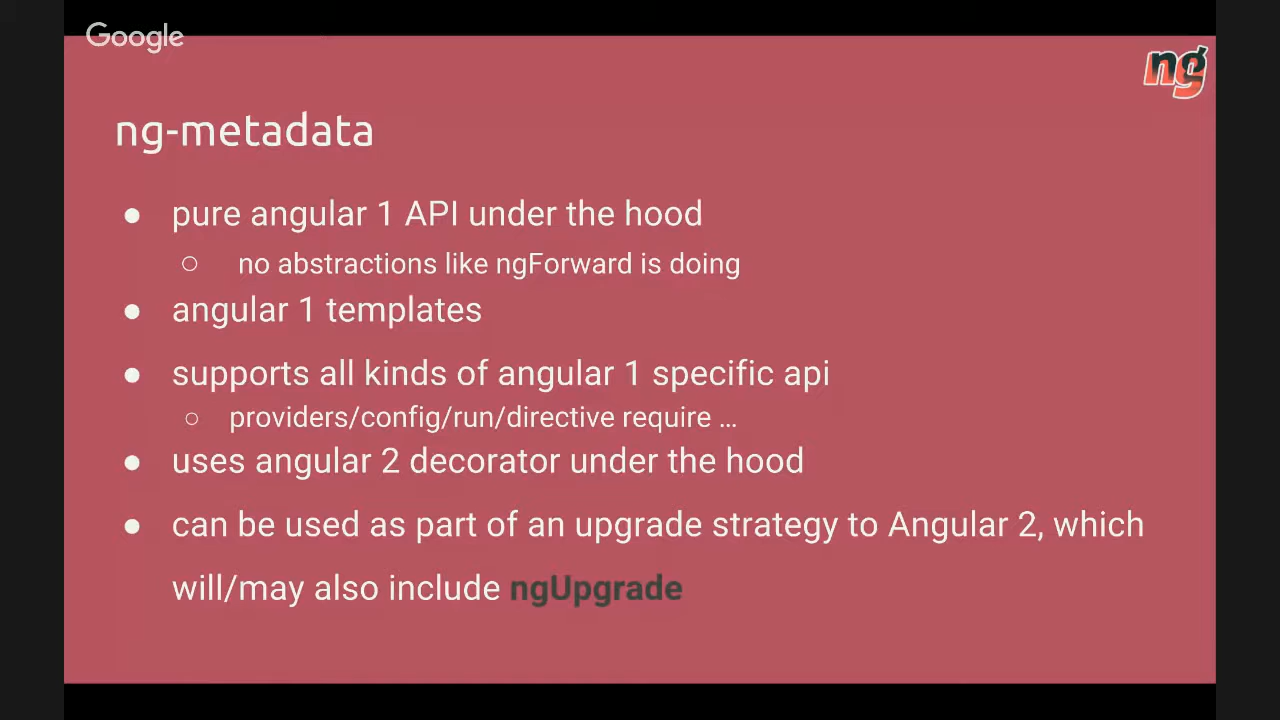 Google
ng
ng-metadata
● pure angular 1 API under the hood
○ no abstractions like ngForward is doing
● angular 1 templates
● supports all kinds of angular 1 specific api
○ providers/config/run/directive require ...
● uses angular 2 decorator under the hood
● can be used as part of an upgrade strategy to Angular 2, which
will/may also include ngUpgrade